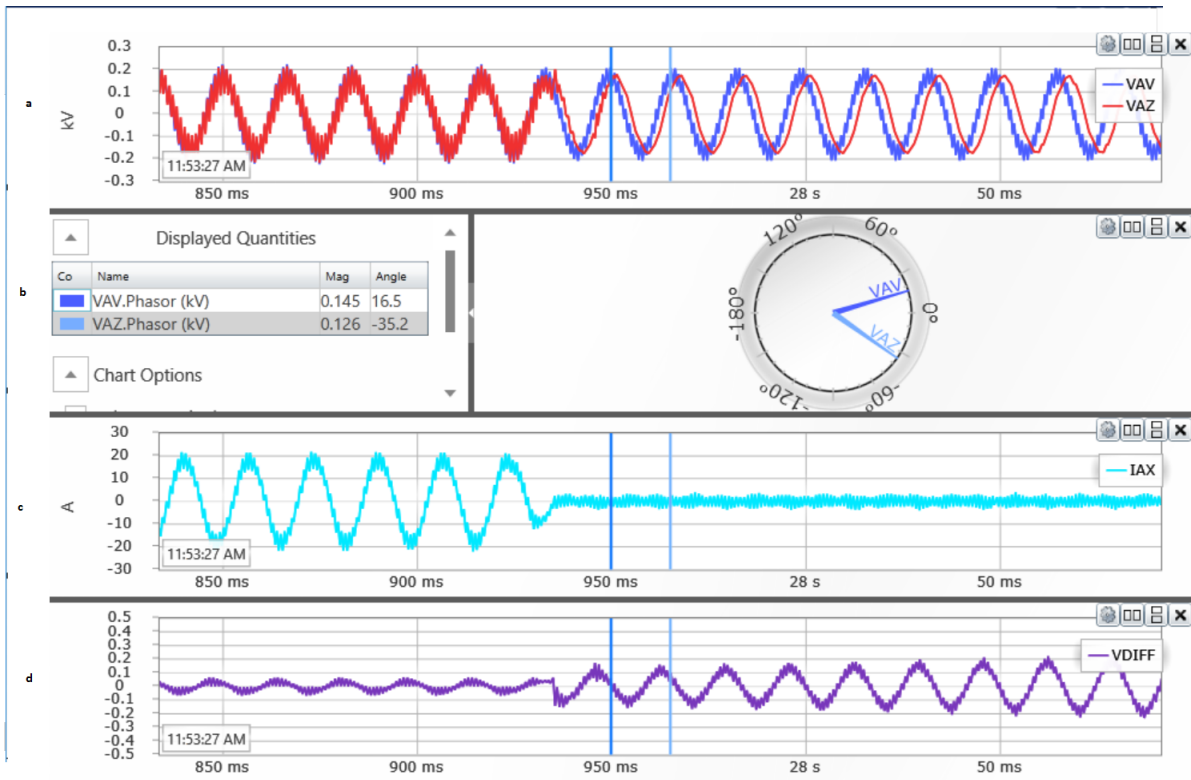 a
kV
0.3
0.2
0.1
0
-0.1
-0.2
-0.3
11:53:27 AM
VAV
VAZ
850 ms
900 ms
950 ms
28 s
50 ms
b
Displayed Quantities
Co Name Mag Angle
VAV.Phasor (kV) 0.145 16.5
VAZ.Phasor (kV) 0.126 -35.2
Chart Options
120°
60°
VAV
0°
-180°
VAZ
-120°
-60°
c
A
30
20
10
0
-10
-20
-30
11:53:27 AM
IAX
850 ms
900 ms
950 ms
28 s
50 ms
d
0.5
0.4
0.3
0.2
0.1
0
-0.1
-0.2
-0.3
-0.4
-0.5
11:53:27 AM
VDIFF
850 ms
900 ms
950 ms
28 s
50 ms